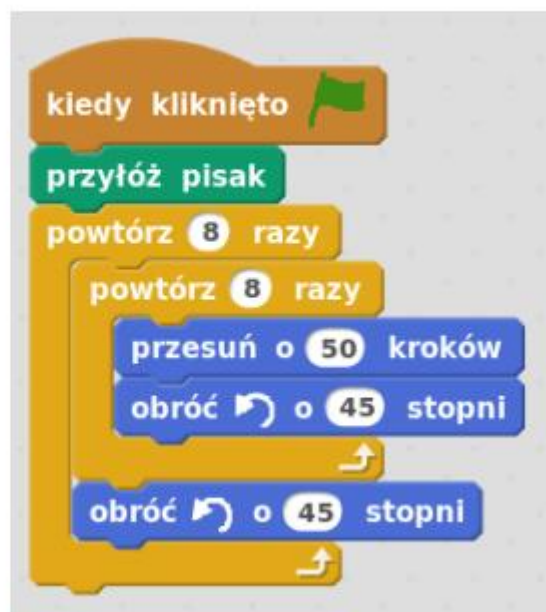 kiedy kliknięto
przyłóż pisak
powtórz 8 razy
powtórz 8 razy
przesuń o 50 kroków
obróć o 45 stopni
obróć o 45 stopni